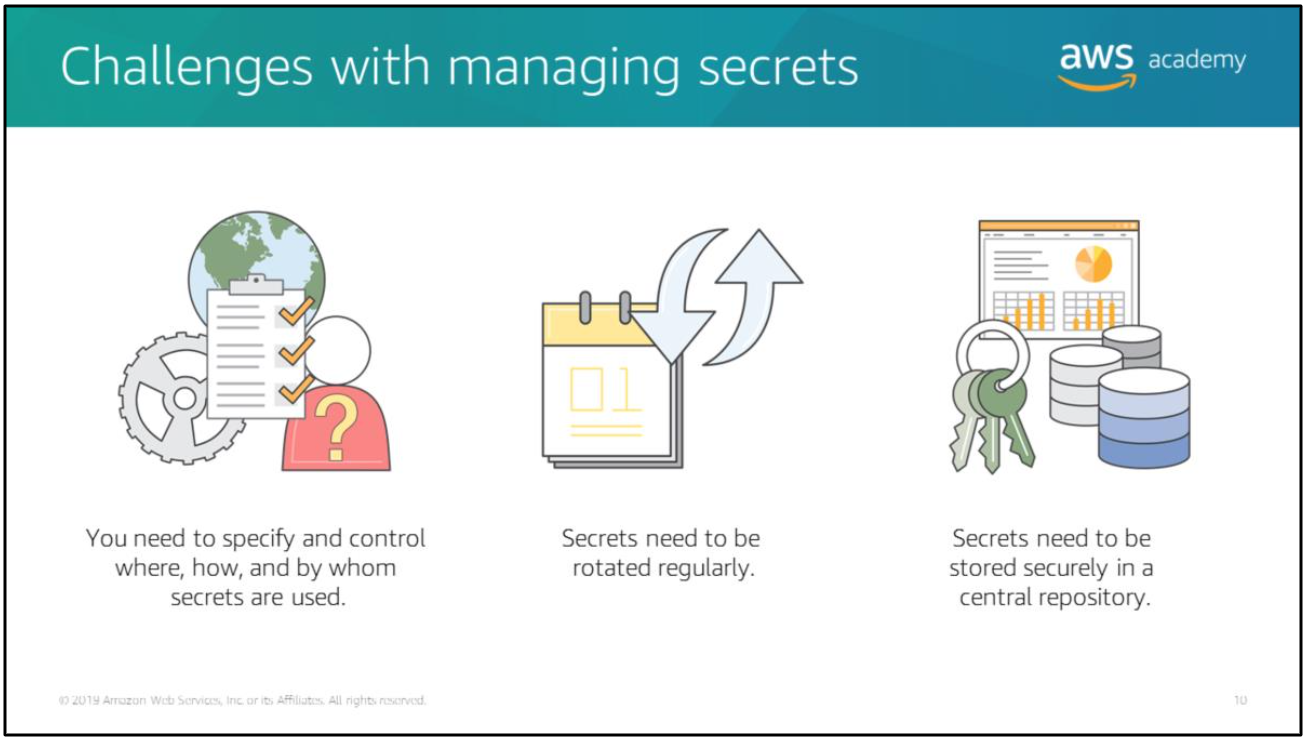 Challenges with managing secrets
aws academy
01
You need to specify and control
where, how, and by whom
secrets are used.
Secrets need to be
rotated regularly.
Secrets need to be
stored securely in a
central repository.
?
© 2019 Amazon Web Services, Inc. or its Affiliates. All rights reserved.
10